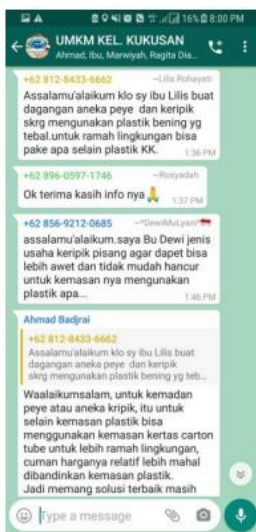 16% 8:00 PM
UMKM KEL. KUKUSAN
Ahmad, Ibu, Marwiyah, Ragita Dia...
+62 812-8433-6662 ~Lilis Rohayati
Assalamu'alaikum klo sy ibu Lilis buat
dagangan aneka peye dan keripik
skrg mengunakan plastik bening yg
tebal.untuk ramah lingkungan bisa
pake apa selain plastik KK.
1:36 PM
+62 896-0597-1746 ~Rosyadah
Ok terima kasih info nya 🙏
1:37 PM
+62 856-9212-0685 ~*DewiMuLyani*
assalamu'alaikum.saya Bu Dewi jenis
usaha keripik pisang agar dapet bisa
lebih awet dan tidak mudah hancur
untuk kemasan nya mengunakan
plastik apa...
1:46 PM
Ahmad Badjrai
+62 812-8433-6662
Assalamu'alaikum klo sy ibu Lilis buat
dagangan aneka peye dan keripik
skrg mengunakan plastik bening yg teb...
Waalaikumsalam, untuk kemadan
peye atau aneka kripik, itu untuk
selain kemasan plastik bisa
menggunakan kemasan kertas carton
tube untuk lebih ramah lingkungan,
cuman harganya relatif lebih mahal
dibandinkan kemasan plastik.
Jadi memang solusi terbaik masih
Type a message